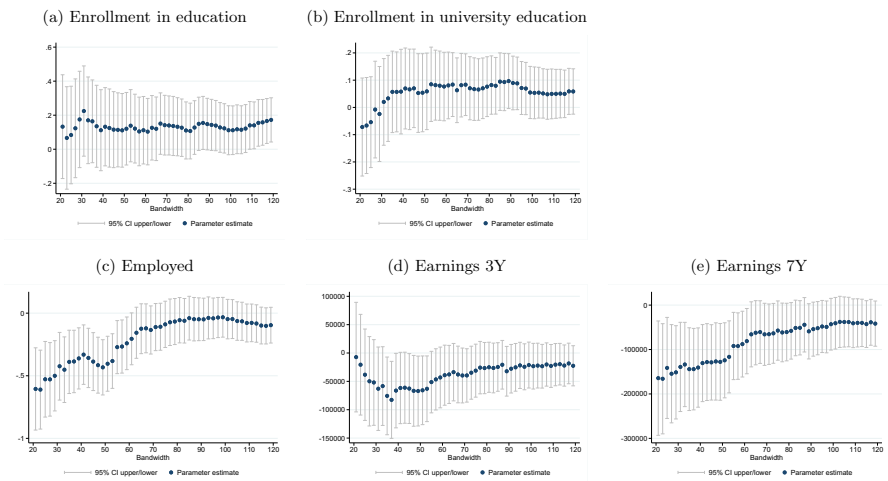 (a) Enrollment in education
(b) Enrollment in university education
.6
.4
.2
0
-.2
20 30 40 50 60 70 80 90 100 110 120
Bandwidth
95% CI upper/lower Parameter estimate
.2
.1
0
-.1
-.2
-.3
20 30 40 50 60 70 80 90 100 110 120
Bandwidth
95% CI upper/lower Parameter estimate
(c) Employed
(d) Earnings 3Y
(e) Earnings 7Y
0
-.5
-1
20 30 40 50 60 70 80 90 100 110 120
Bandwidth
95% CI upper/lower Parameter estimate
100000
50000
0
-50000
-100000
-150000
20 30 40 50 60 70 80 90 100 110 120
Bandwidth
95% CI upper/lower Parameter estimate
0
-100000
-200000
-300000
20 30 40 50 60 70 80 90 100 110 120
Bandwidth
95% CI upper/lower Parameter estimate